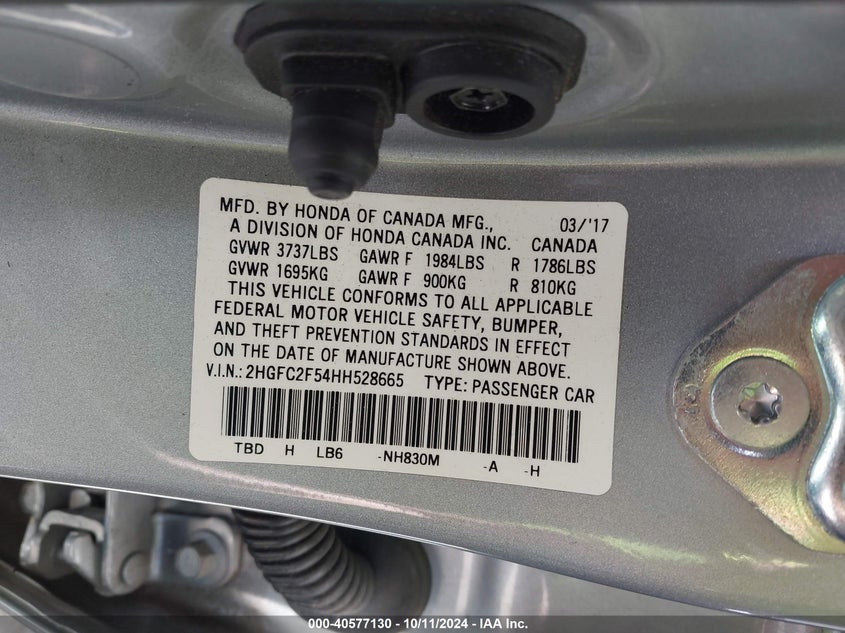 MFD. BY HONDA OF CANADA MFG., 03/'17
A DIVISION OF HONDA CANADA INC. CANADA
GVWR 3737LBS GAWR F 1984LBS R 1786LBS
GVWR 1695KG GAWR F 900KG R 810KG
THIS VEHICLE CONFORMS TO ALL APPLICABLE
FEDERAL MOTOR VEHICLE SAFETY, BUMPER,
AND THEFT PREVENTION STANDARDS IN EFFECT
ON THE DATE OF MANUFACTURE SHOWN ABOVE.
V.I.N.: 2HGFC2F54HH528665 TYPE: PASSENGER CAR
TBD H LB6 -NH830M -A -H
000-40577130 - 10/11/2024 - IAA Inc.